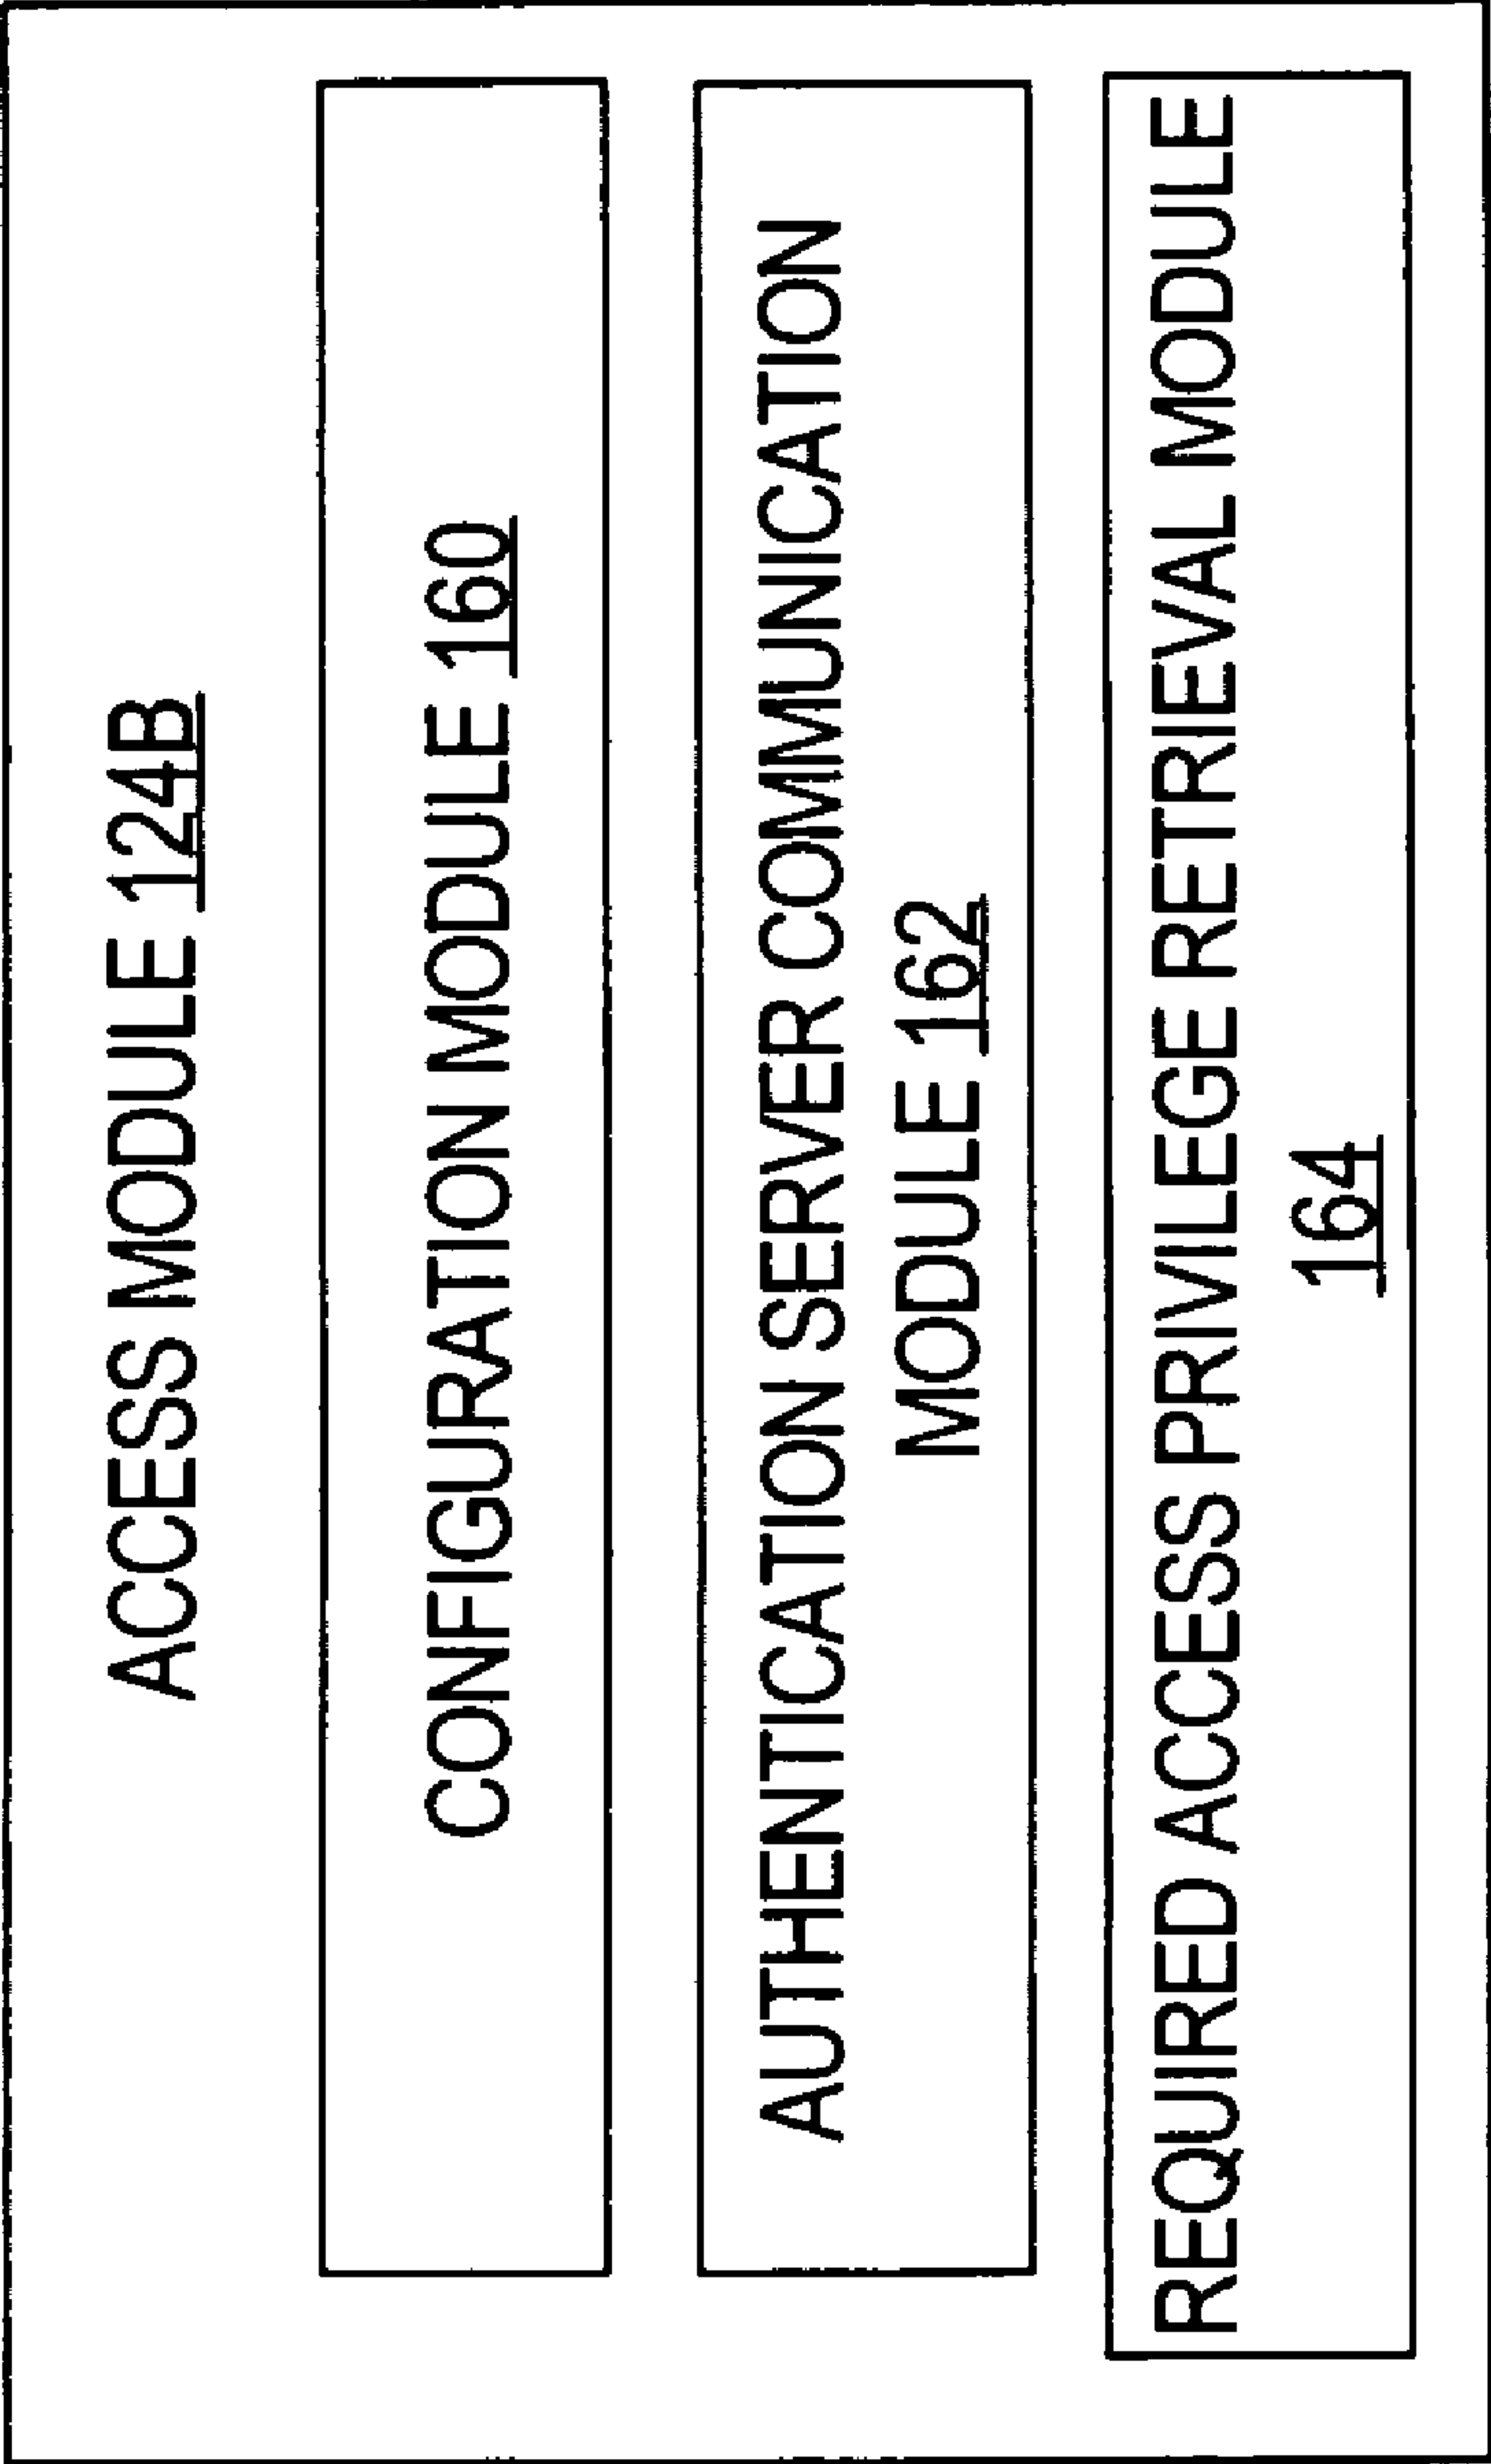 ACCESS MODULE 124B
CONFIGURATION MODULE 160
AUTHENTICATION SERVER COMMUNICATION
MODULE 162
REQUIRED ACCESS PRIVILEGE RETRIEVAL MODULE
164